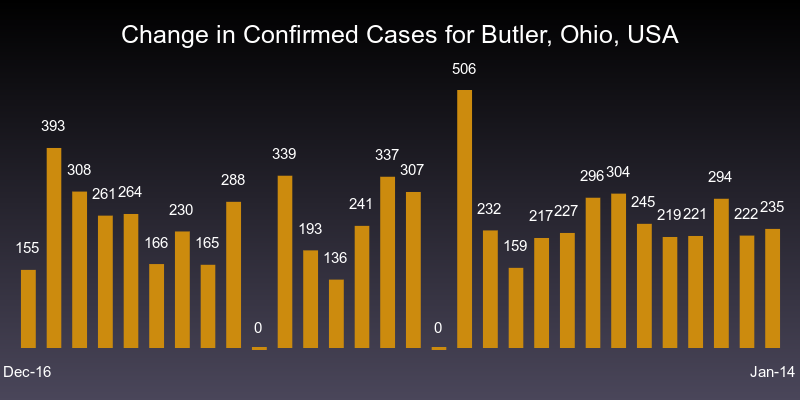 Change in Confirmed Cases for Butler, Ohio, USA
155 393 308 261 264 166 230 165 288 0 339 193 136 241 337 307 0 506 232 159 217 227 296 304 245 219 221 294 222 235
Dec-16 Jan-14